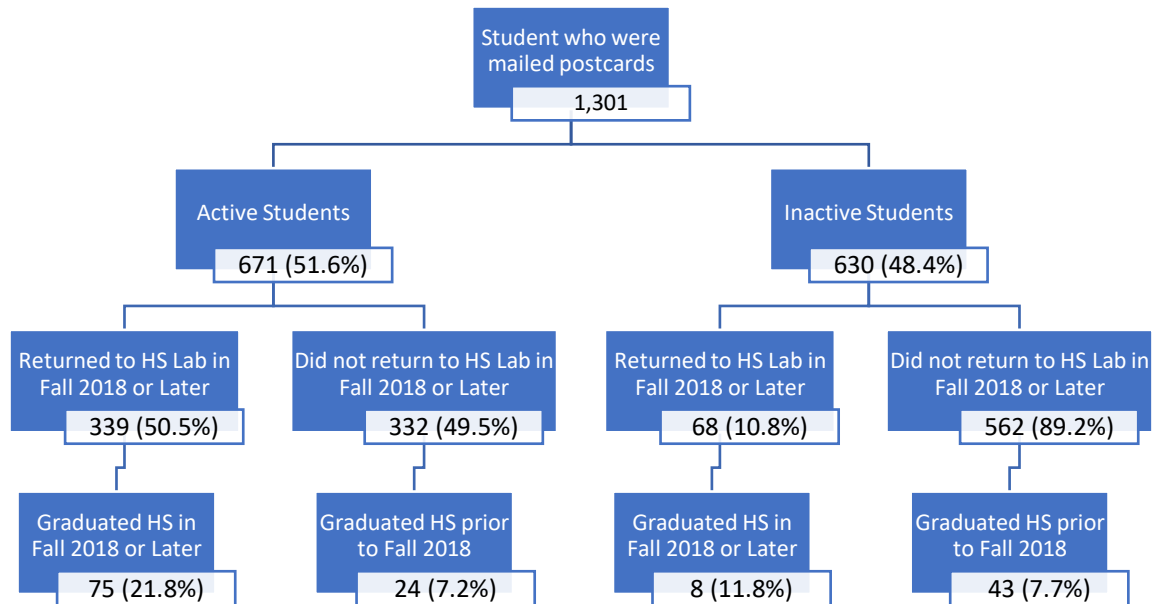 Student who were
mailed postcards
1,301
Active Students
671 (51.6%)
Inactive Students
630 (48.4%)
Returned to HS Lab in
Fall 2018 or Later
339 (50.5%)
Did not return to HS Lab in
Fall 2018 or Later
332 (49.5%)
Returned to HS Lab in
Fall 2018 or Later
68 (10.8%)
Did not return to HS Lab in
Fall 2018 or Later
562 (89.2%)
Graduated HS in
Fall 2018 or Later
75 (21.8%)
Graduated HS prior
to Fall 2018
24 (7.2%)
Graduated HS in
Fall 2018 or Later
8 (11.8%)
Graduated HS prior
to Fall 2018
43 (7.7%)